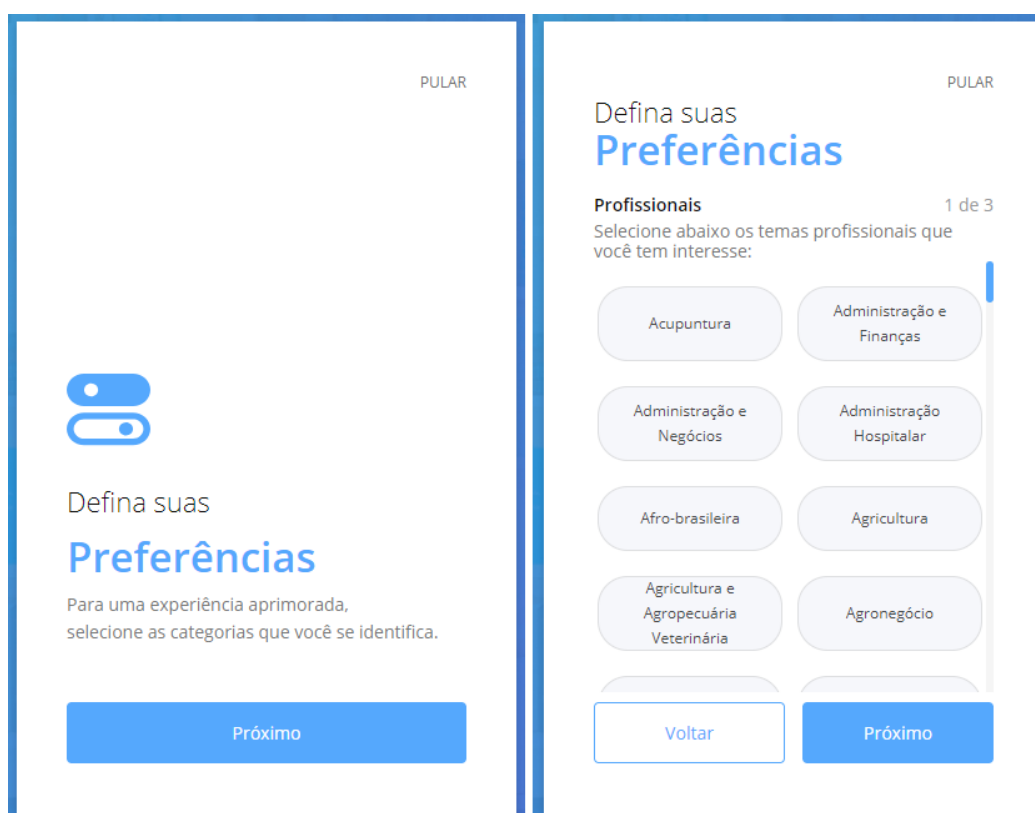 PULAR
Defina suas
Preferências
Para uma experiência aprimorada,
selecione as categorias que você se identifica.
Próximo
PULAR
Defina suas
Preferências
Profissionais
1 de 3
Selecione abaixo os temas profissionais que
você tem interesse:
Acupuntura
Administração e
Finanças
Administração e
Negócios
Administração
Hospitalar
Afro-brasileira
Agricultura
Agricultura e
Agropecuária
Veterinária
Agronegócio
Voltar
Próximo